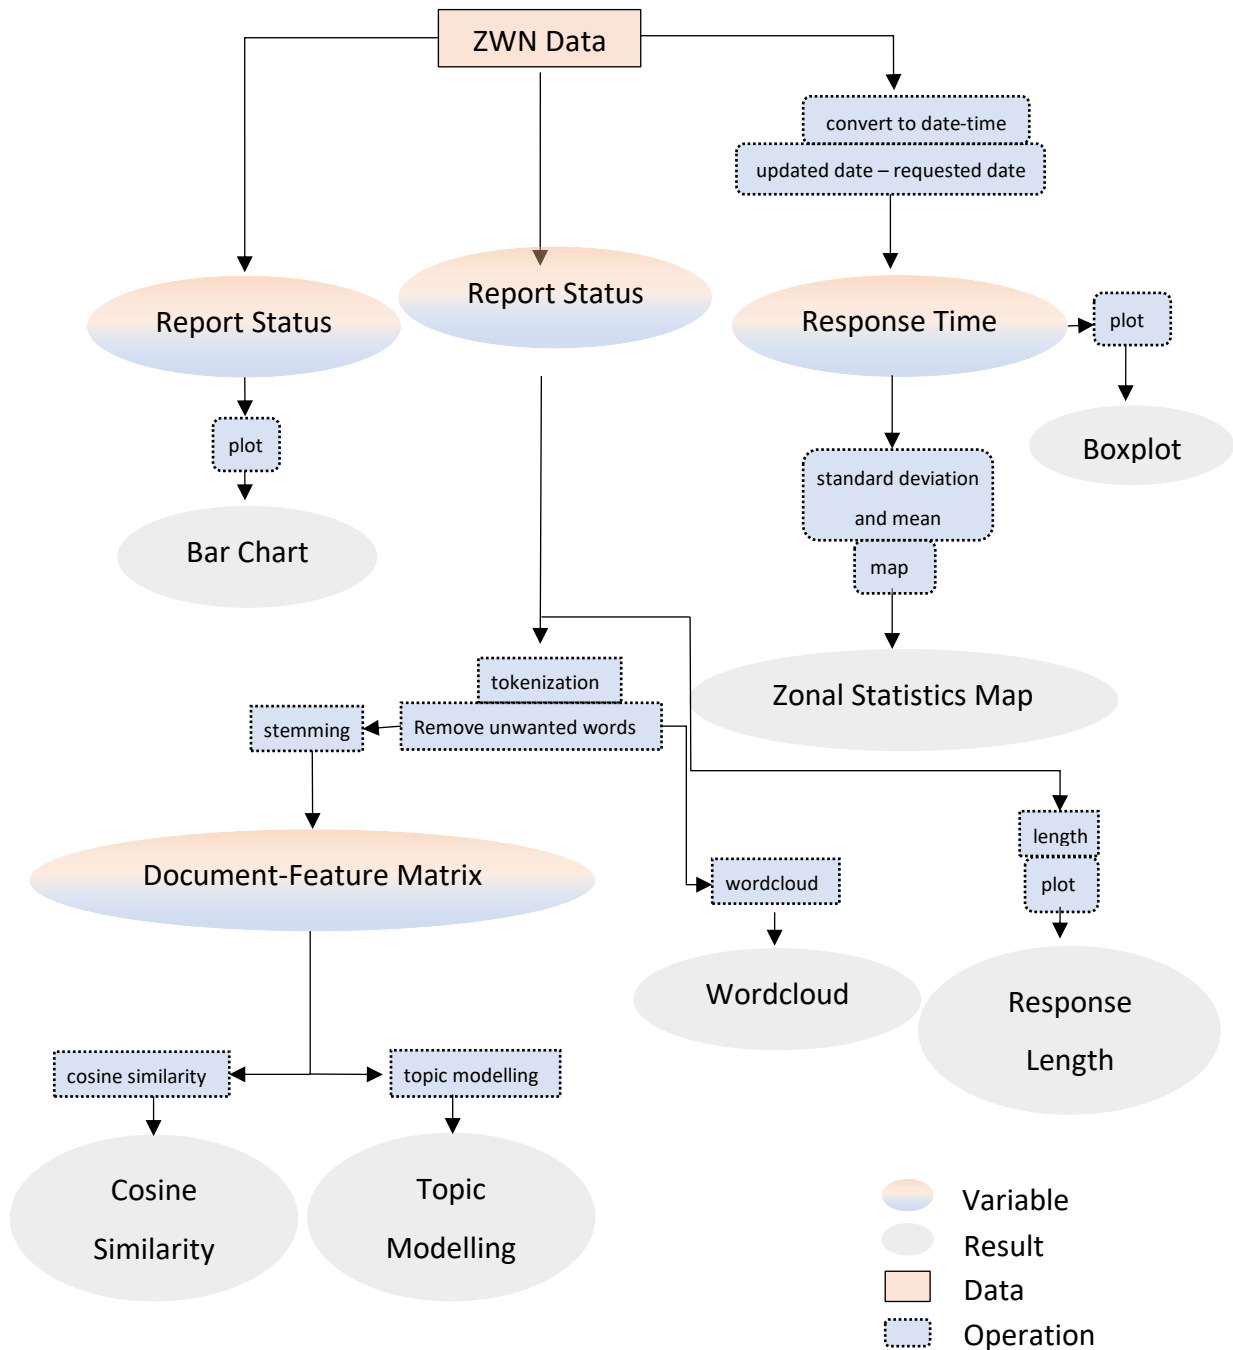 ZWN Data
convert to date-time
updated date – requested date
Report Status
Report Status
Response Time
plot
plot
Boxplot
standard deviation
and mean
Bar Chart
map
tokenization
Zonal Statistics Map
stemming
Remove unwanted words
length
Document-Feature Matrix
wordcloud
plot
Wordcloud
Response
Length
cosine similarity
topic modelling
Cosine
Similarity
Topic
Modelling
Variable
Result
Data
Operation